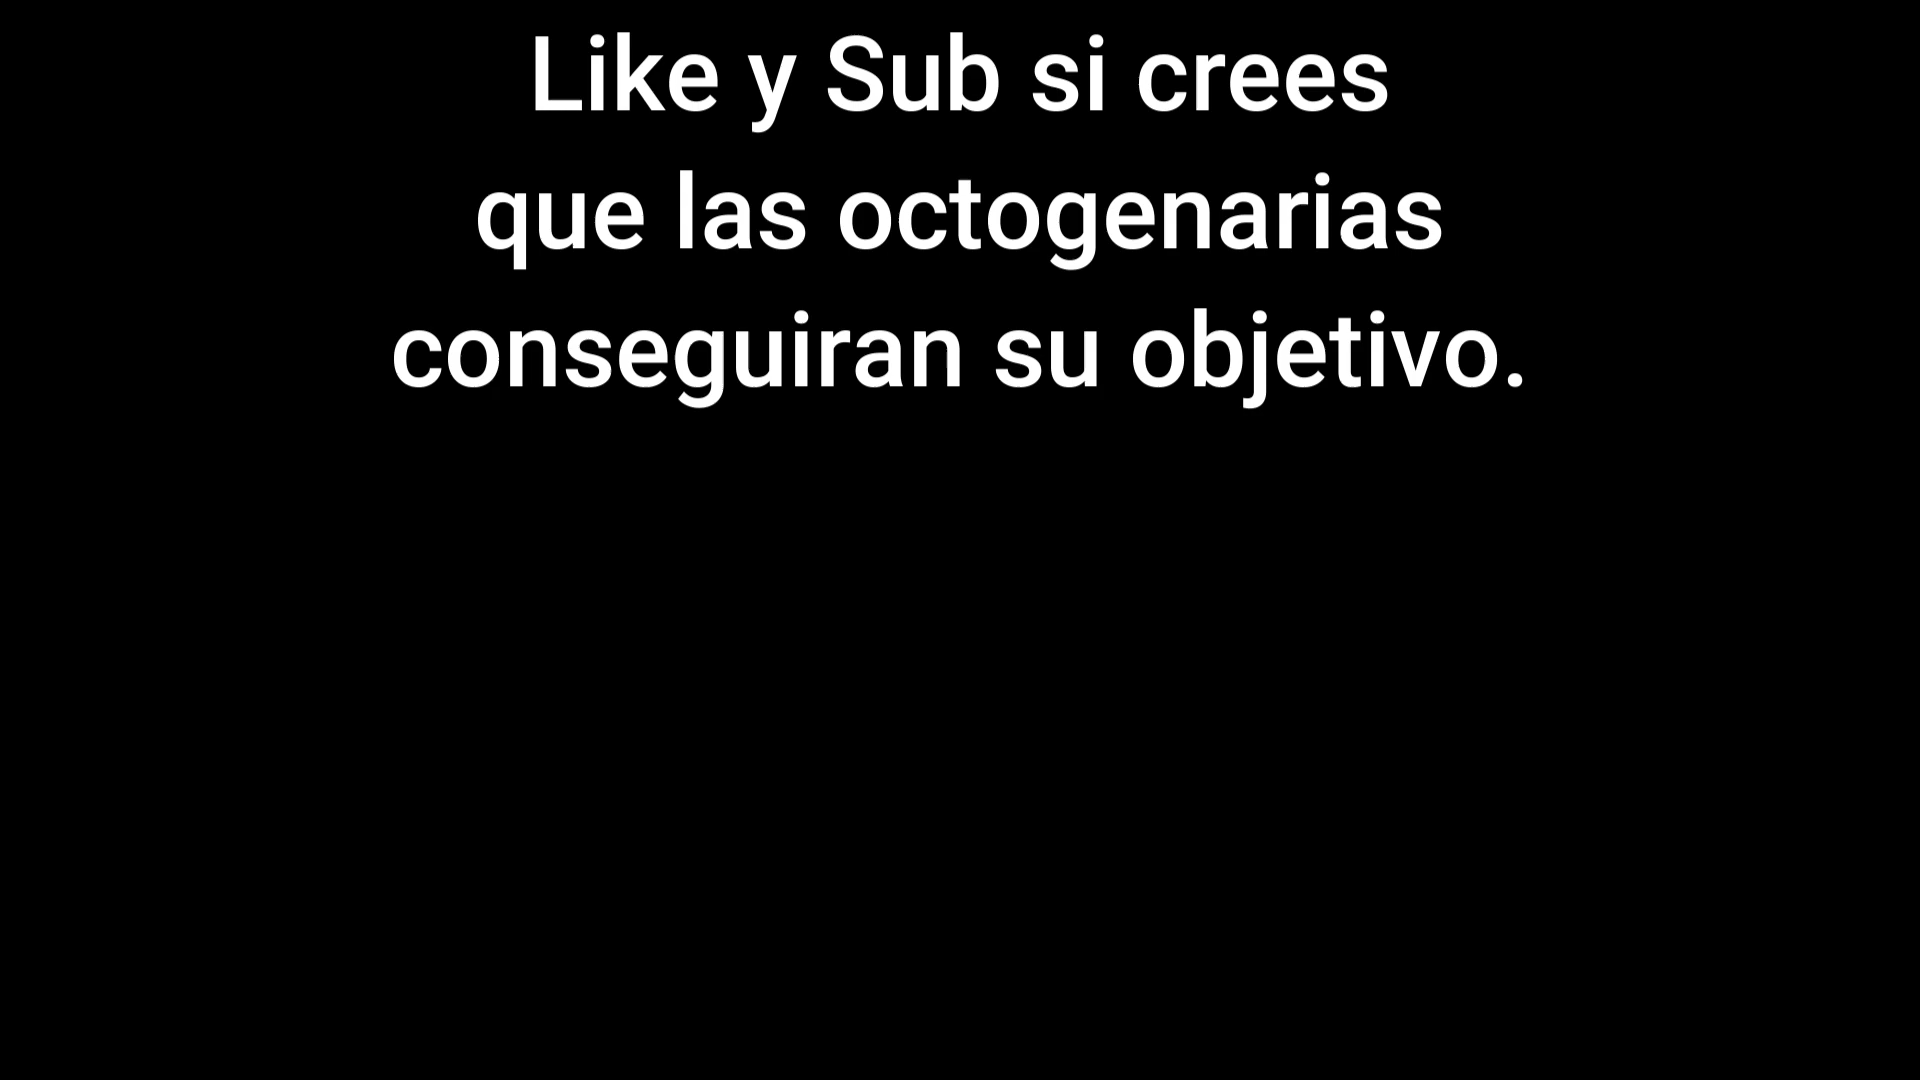 Like y Sub si crees
que las octogenarias
conseguiran su objetivo.